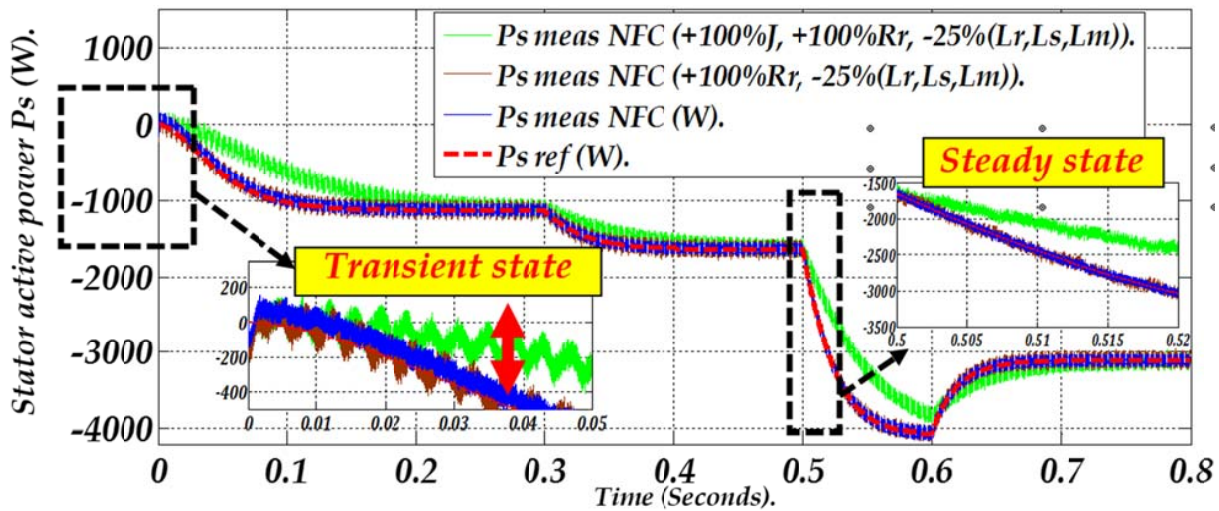 Stator active power Ps (W).
1000
0
-1000
-2000
-3000
-4000
Ps meas NFC (+100%J, +100%Rr, -25%(Lr,Ls,Lm)).
Ps meas NFC (+100%Rr, -25%(Lr,Ls,Lm)).
Ps meas NFC (W).
Ps ref (W).
Steady state
-1500
-2000
-2500
-3000
-3500
0.5 0.505 0.51 0.515 0.52
Transient state
200
0
-200
-400
0 0.01 0.02 0.03 0.04 0.05
0 0.1 0.2 0.3 0.4 0.5 0.6 0.7 0.8
Time (Seconds).